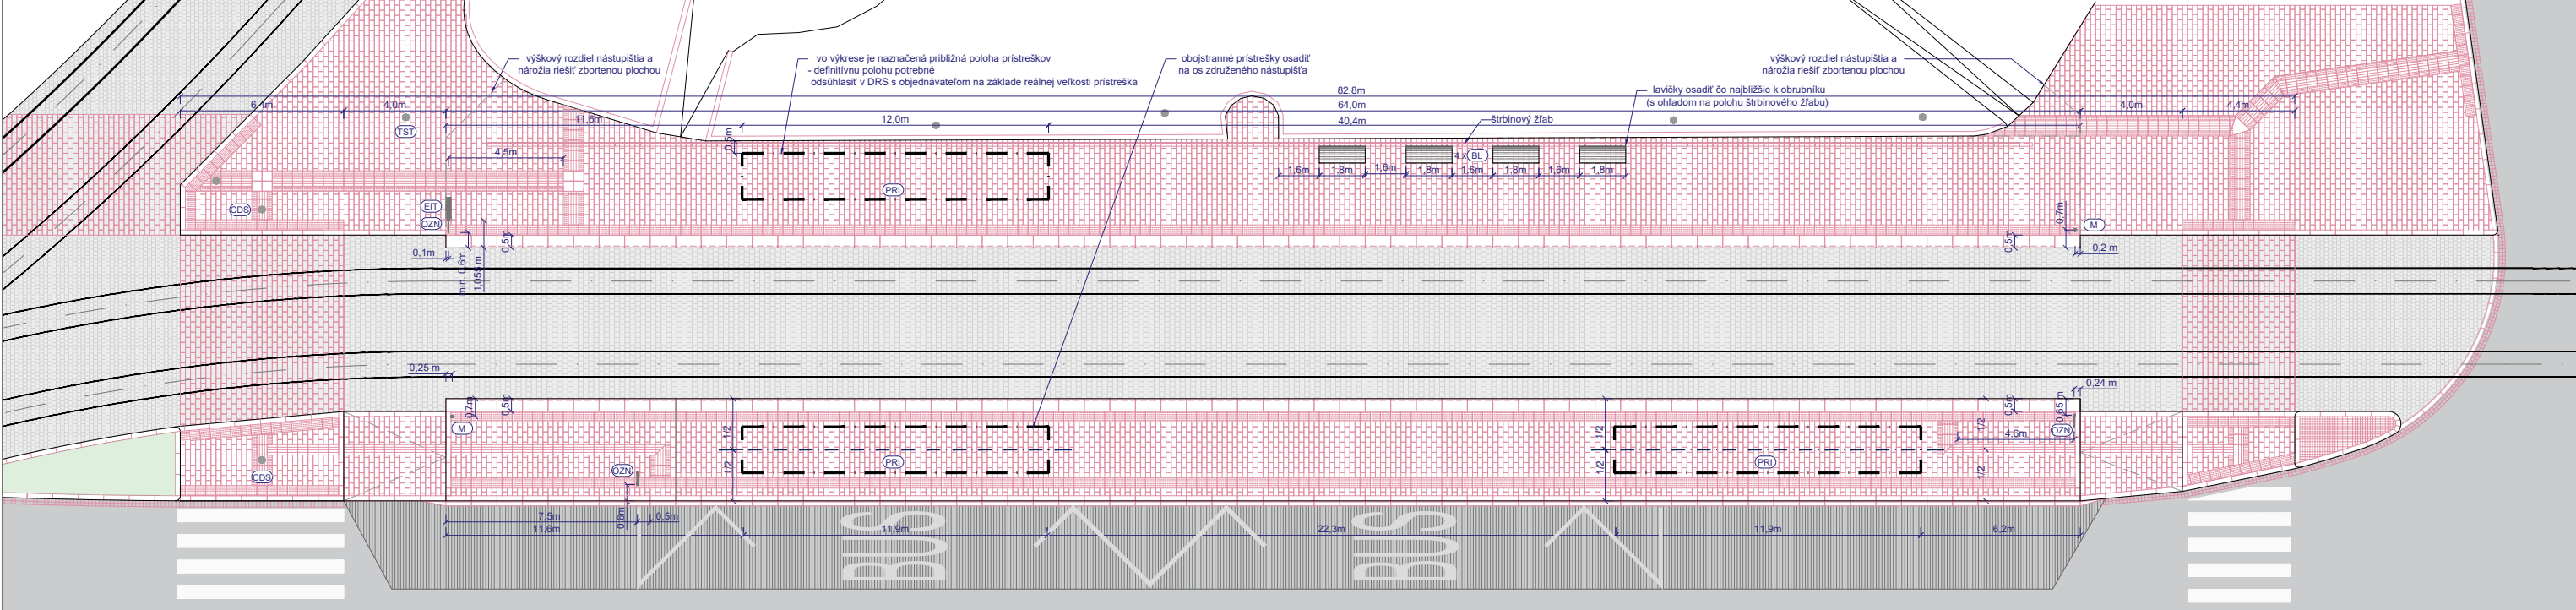 výškový rozdiel nástupištia a
nárožia riešiť zbortenou plochou
vo výkrese je naznačená približná poloha prístreškov
- definitívnu polohu potrebné
odsúhlasiť v DRS s objednávateľom na základe reálnej veľkosti prístreška
obojstranné prístrešky osadiť
na os združeného nástupišťa
výškový rozdiel nástupištia a
nárožia riešiť zbortenou plochou
lavičky osadiť čo najbližšie k obrubníku
(s ohľadom na polohu štrbinového žľabu)
82,8m
6,4m
4,0m
64,0m
4,0m
4,4m
11,6m
12,0m
40,4m
štrbinový žľab
TST
0,5m
4,5m
4 x BL
1,6m
1,8m
1,6m
1,8m
1,6m
1,8m
1,6m
1,8m
PRI
CDS
EIT
OZN
0,7m
M
0,1m
min. 0,6m
1,055 m
0,5m
0,5m
0,2 m
0,25 m
0,24 m
0,7m
0,5m
0,5m
0,65 m
M
1/2
1/2
PRI
1/2
1/2
PRI
1/2
1/2
4,6m
OZN
CDS
OZN
0,6m
7,5m
0,5m
11,6m
11,9m
22,3m
11,9m
6,2m
BUS
BUS